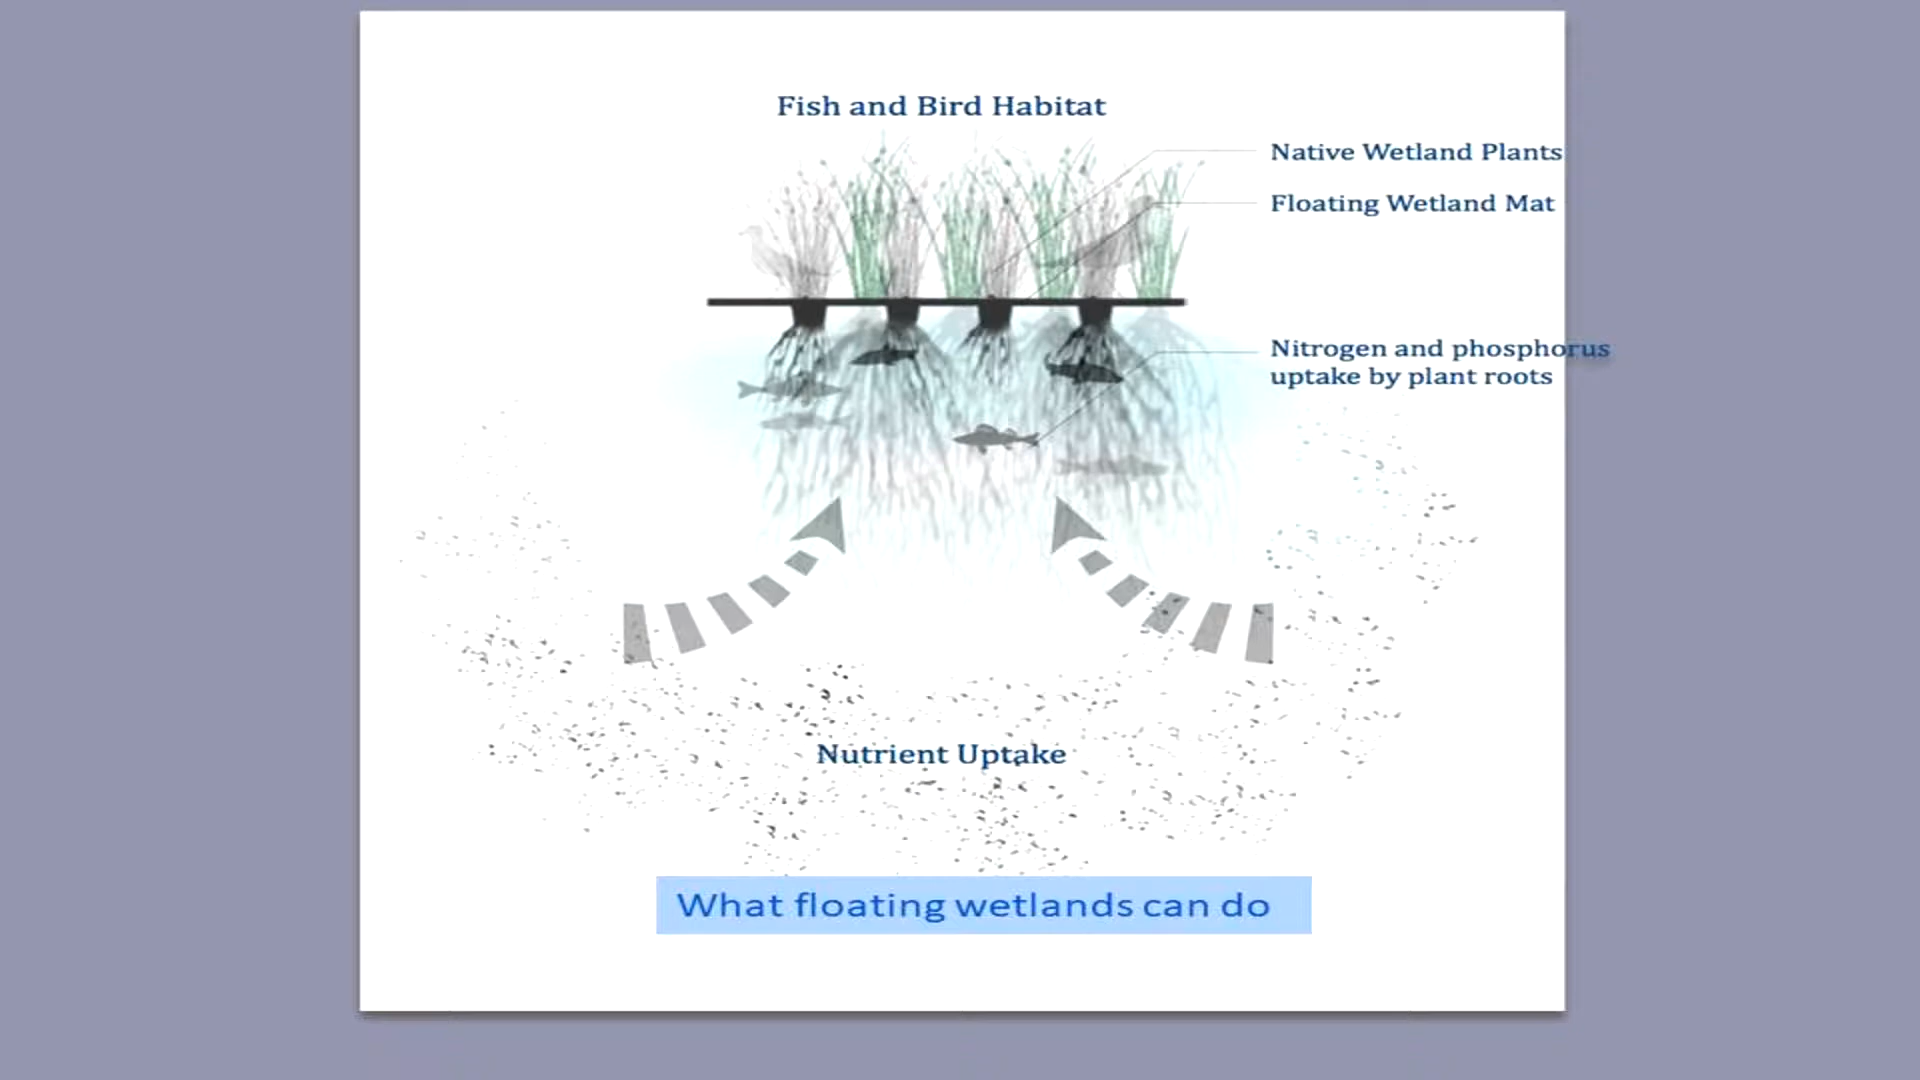 Fish and Bird Habitat
Native Wetland Plants
Floating Wetland Mat
Nitrogen and phosphorus
uptake by plant roots
Nutrient Uptake
What floating wetlands can do